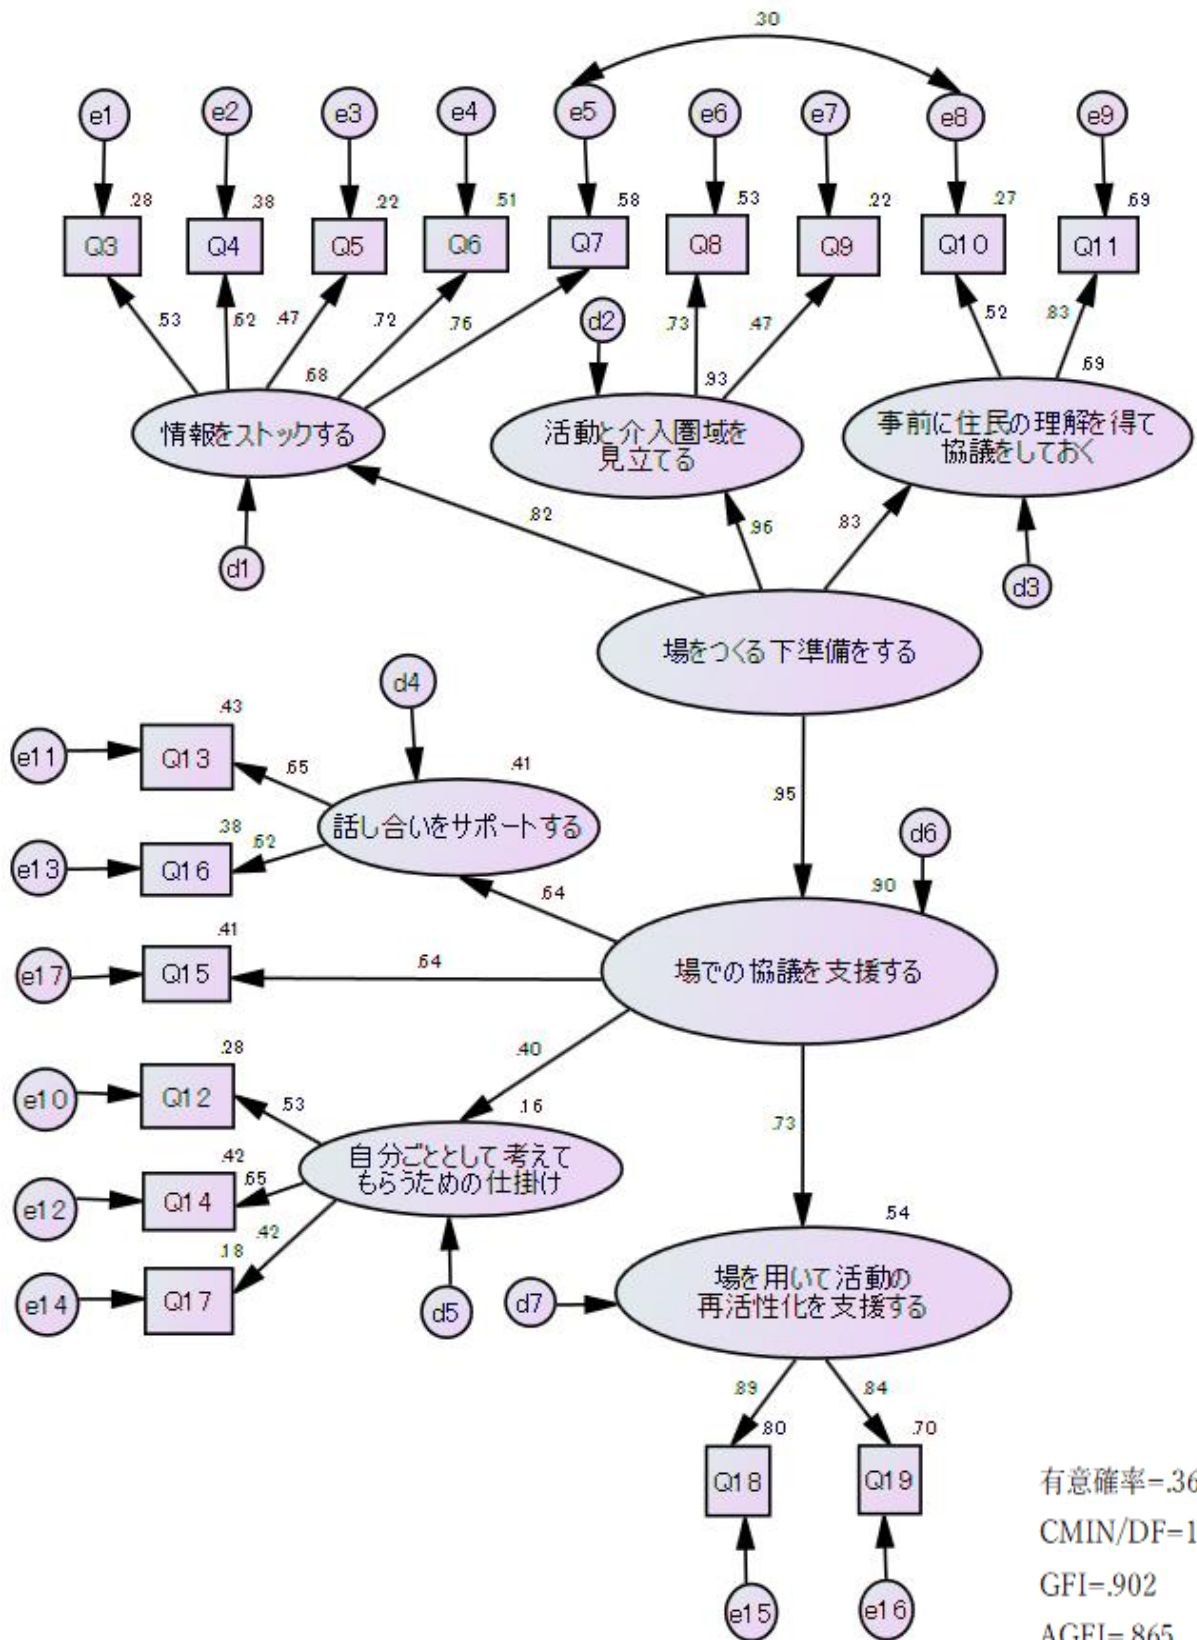 .30
e1 e2 e3 e4 e5 e6 e7 e8 e9
.28 .38 .22 .51 .58 .53 .22 .27 .69
Q3 Q4 Q5 Q6 Q7 Q8 Q9 Q10 Q11
d2
.53 .62 .47 .72 .76 .73 .47 .52 .83
.68 .93 .69
情報をストックする
活動と介入圏域を
見立てる
事前に住民の理解を得て
協議をしておく
.82 .96 .83
d1 d3
場をつくる下準備をする
d4
.43
e11 Q13 .65 .41
話し合いをサポートする
.95
d6
.38 .62
e13 Q16
.64 .90
.41
e17 Q15 .64
場での協議を支援する
.40
.28
e10 Q12 .53 .16
.73
自分ごととして考えて
もらうための仕掛け
.42 .65
e12 Q14
.54
.18 .42
e14 Q17
d5 d7
場を用いて活動の
再活性化を支援する
.89 .84
.80 .70
Q18 Q19
e15 e16
有意確率=.36
CMIN/DF=1
GFI=.902
AGFI=.865